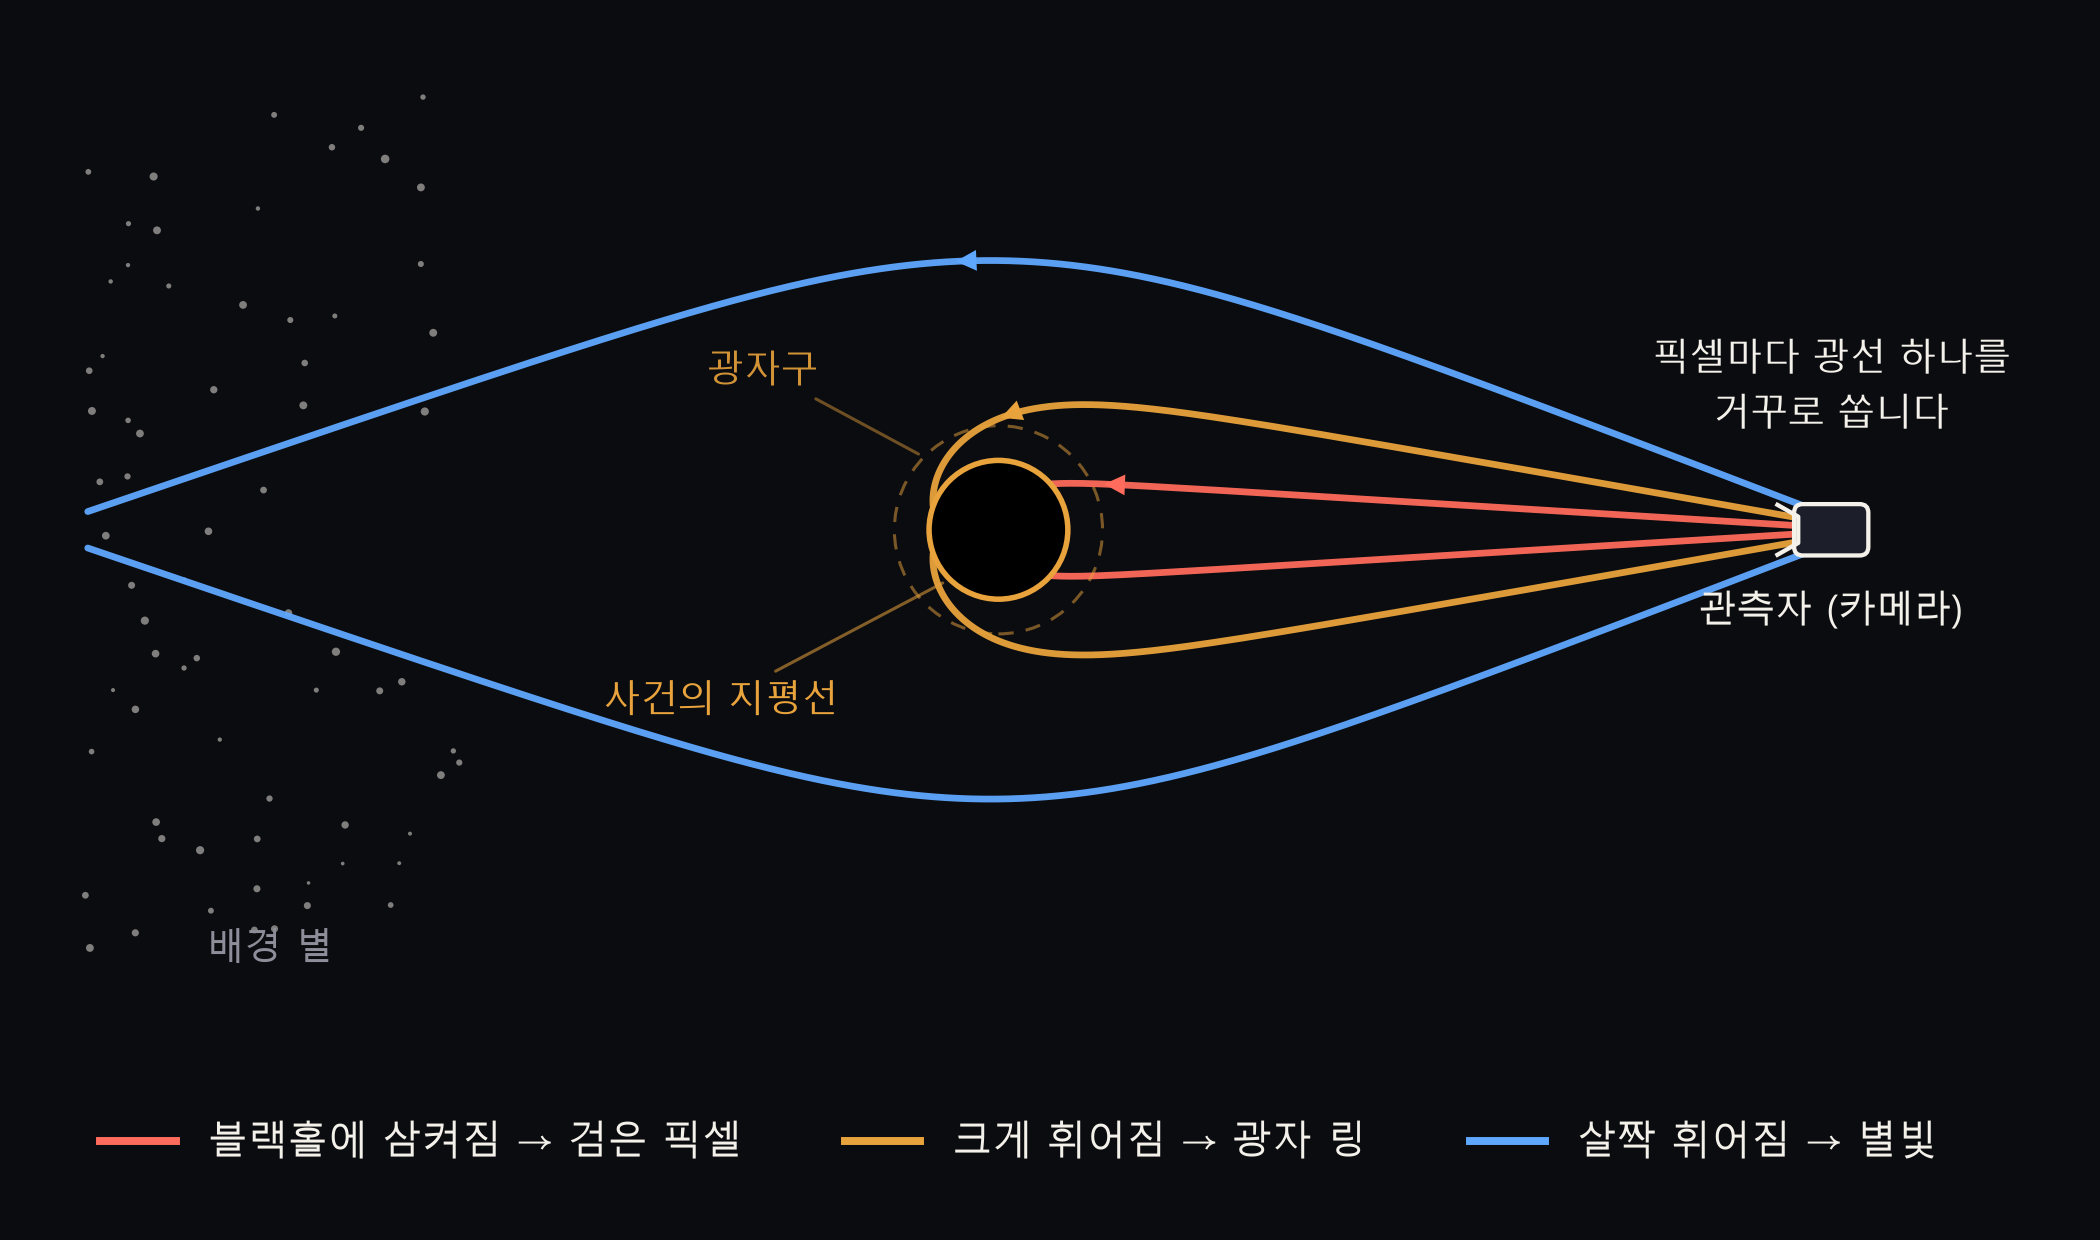 광자구
픽셀마다 광선 하나를
거꾸로 쏩니다
관측자 (카메라)
사건의 지평선
배경 별
블랙홀에 삼켜짐 → 검은 픽셀
크게 휘어짐 → 광자 링
살짝 휘어짐 → 별빛